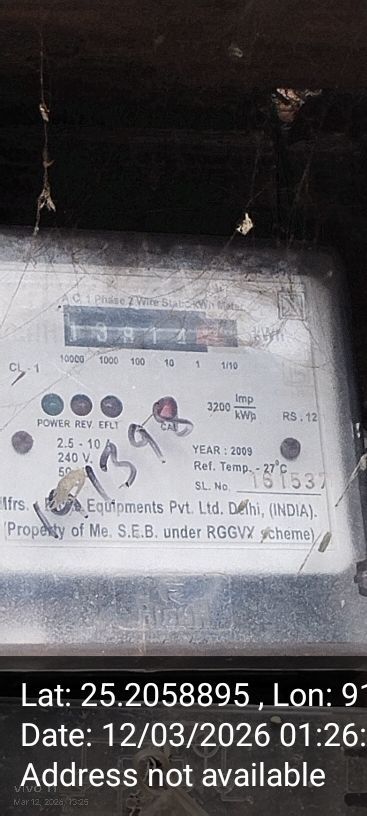 A.C. 1 Phase 2 Wire Static kWh Meter
13814
kWh
CL - 1
10000 1000 100 10 1 1/10
3200 Imp
kWh
RS. 12
POWER REV. EFLT CAL
2.5 - 10
240 V.
YEAR : 2009
Ref. Temp. - 27°C
SL. No. 161537
Equipments Pvt. Ltd. Delhi, (INDIA).
(Property of Me. S.E.B. under RGGVY scheme)
Lat: 25.2058895 , Lon: 91
Date: 12/03/2026 01:26:
Address not available
vivo
Mar 12, 2026, 13:26